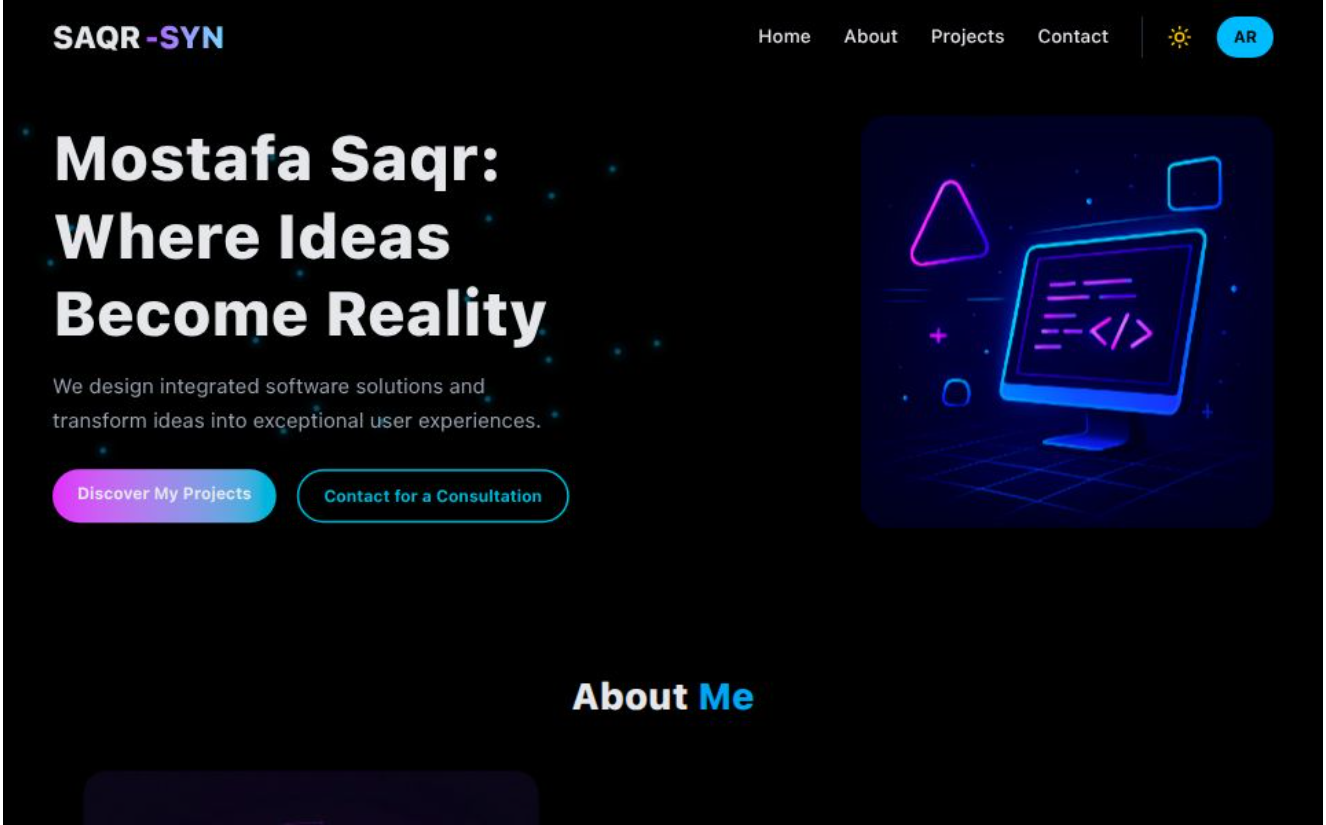 SAQR-SYN
Home About Projects Contact AR
Mostafa Saqr:
Where Ideas
Become Reality
We design integrated software solutions and
transform ideas into exceptional user experiences.
Discover My Projects
Contact for a Consultation
</>
About Me